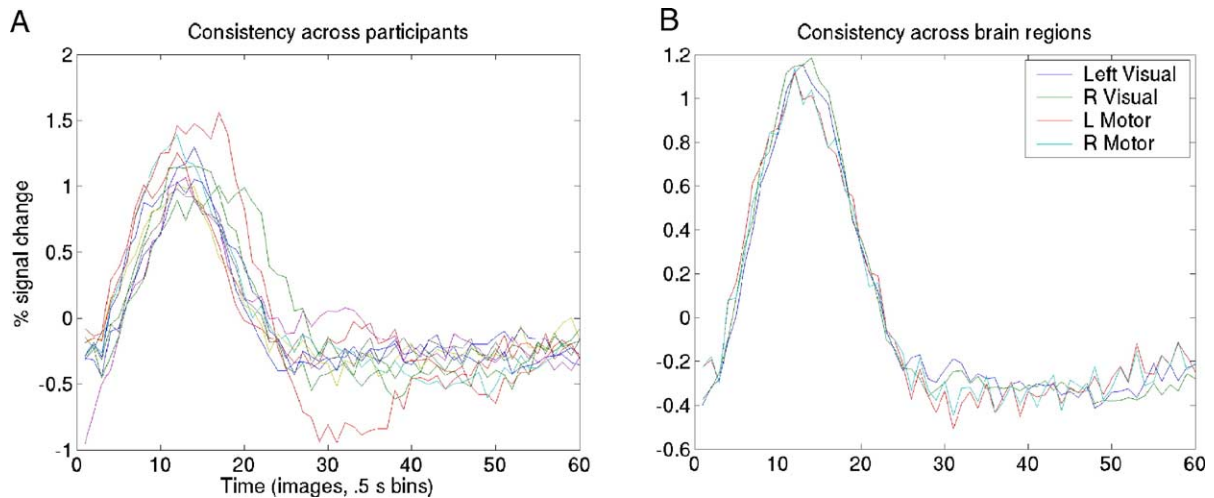 A
Consistency across participants
2
1.5
1
0.5
0
-0.5
-1
% signal change
0 10 20 30 40 50 60
Time (images, .5 s bins)
B
Consistency across brain regions
1.2
1
0.8
0.6
0.4
0.2
0
-0.2
-0.4
-0.6
0 10 20 30 40 50 60
Left Visual
R Visual
L Motor
R Motor